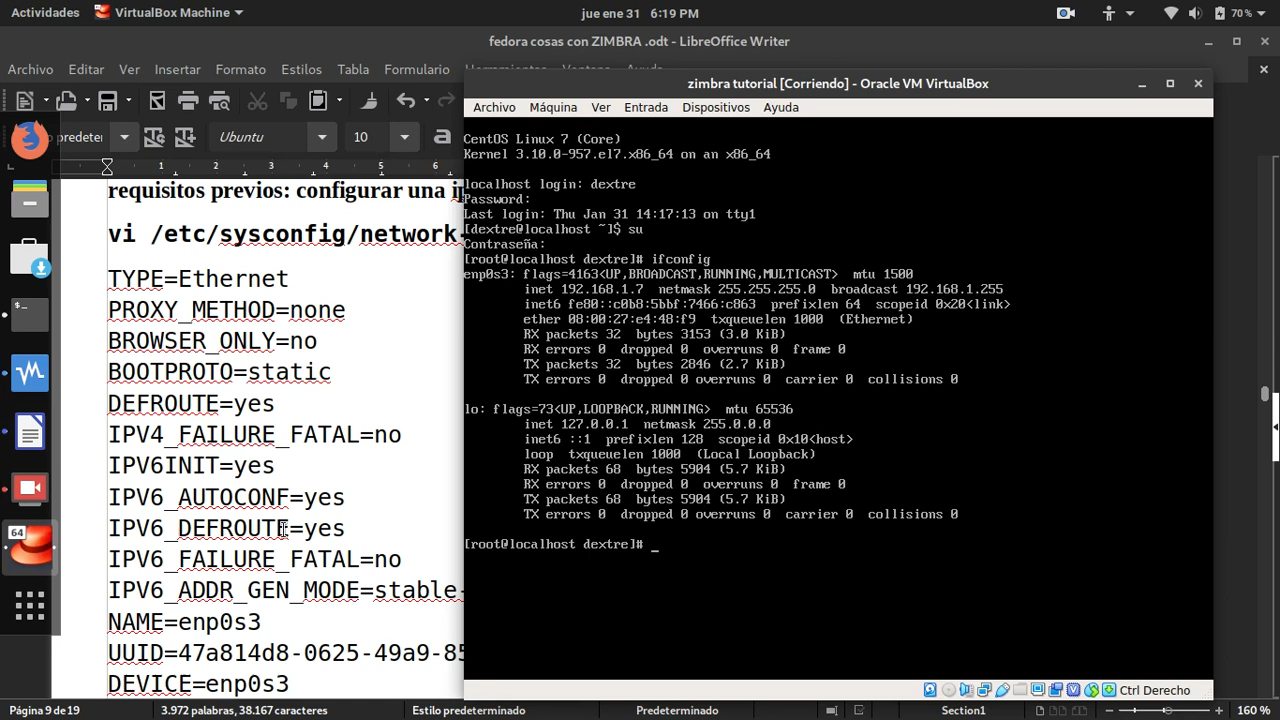 Actividades VirtualBox Machine jue ene 31 6:19 PM 70%
fedora cosas con ZIMBRA .odt - LibreOffice Writer
Archivo Editar Ver Insertar Formato Estilos Tabla Formulario
predeter Ubuntu 10 a
1 2 3 4 5 6
requisitos previos: configurar una
vi /etc/sysconfig/network-
TYPE=Ethernet
PROXY_METHOD=none
BROWSER_ONLY=no
BOOTPROTO=static
DEFROUTE=yes
IPV4_FAILURE_FATAL=no
IPV6INIT=yes
IPV6_AUTOCONF=yes
IPV6_DEFROUTE=yes
IPV6_FAILURE_FATAL=no
IPV6_ADDR_GEN_MODE=stable-
NAME=enp0s3
UUID=47a814d8-0625-49a9-85
DEVICE=enp0s3
64
zimbra tutorial [Corriendo] - Oracle VM VirtualBox
Archivo Máquina Ver Entrada Dispositivos Ayuda
CentOS Linux 7 (Core)
Kernel 3.10.0-957.el7.x86_64 on an x86_64
localhost login: dextre
Password:
Last login: Thu Jan 31 14:17:13 on tty1
[dextre@localhost ~]$ su
Contraseña:
[root@localhost dextre]# ifconfig
enp0s3: flags=4163<UP,BROADCAST,RUNNING,MULTICAST> mtu 1500
inet 192.168.1.7 netmask 255.255.255.0 broadcast 192.168.1.255
inet6 fe80::c0b8:5bbf:7466:c863 prefixlen 64 scopeid 0x20<link>
ether 08:00:27:e4:48:f9 txqueuelen 1000 (Ethernet)
RX packets 32 bytes 3153 (3.0 KiB)
RX errors 0 dropped 0 overruns 0 frame 0
TX packets 32 bytes 2846 (2.7 KiB)
TX errors 0 dropped 0 overruns 0 carrier 0 collisions 0
lo: flags=73<UP,LOOPBACK,RUNNING> mtu 65536
inet 127.0.0.1 netmask 255.0.0.0
inet6 ::1 prefixlen 128 scopeid 0x10<host>
loop txqueuelen 1000 (Local Loopback)
RX packets 68 bytes 5904 (5.7 KiB)
RX errors 0 dropped 0 overruns 0 frame 0
TX packets 68 bytes 5904 (5.7 KiB)
TX errors 0 dropped 0 overruns 0 carrier 0 collisions 0
[root@localhost dextre]# _
Ctrl Derecho
Página 9 de 19 3.972 palabras, 38.167 caracteres Estilo predeterminado Predeterminado Section1 160 %